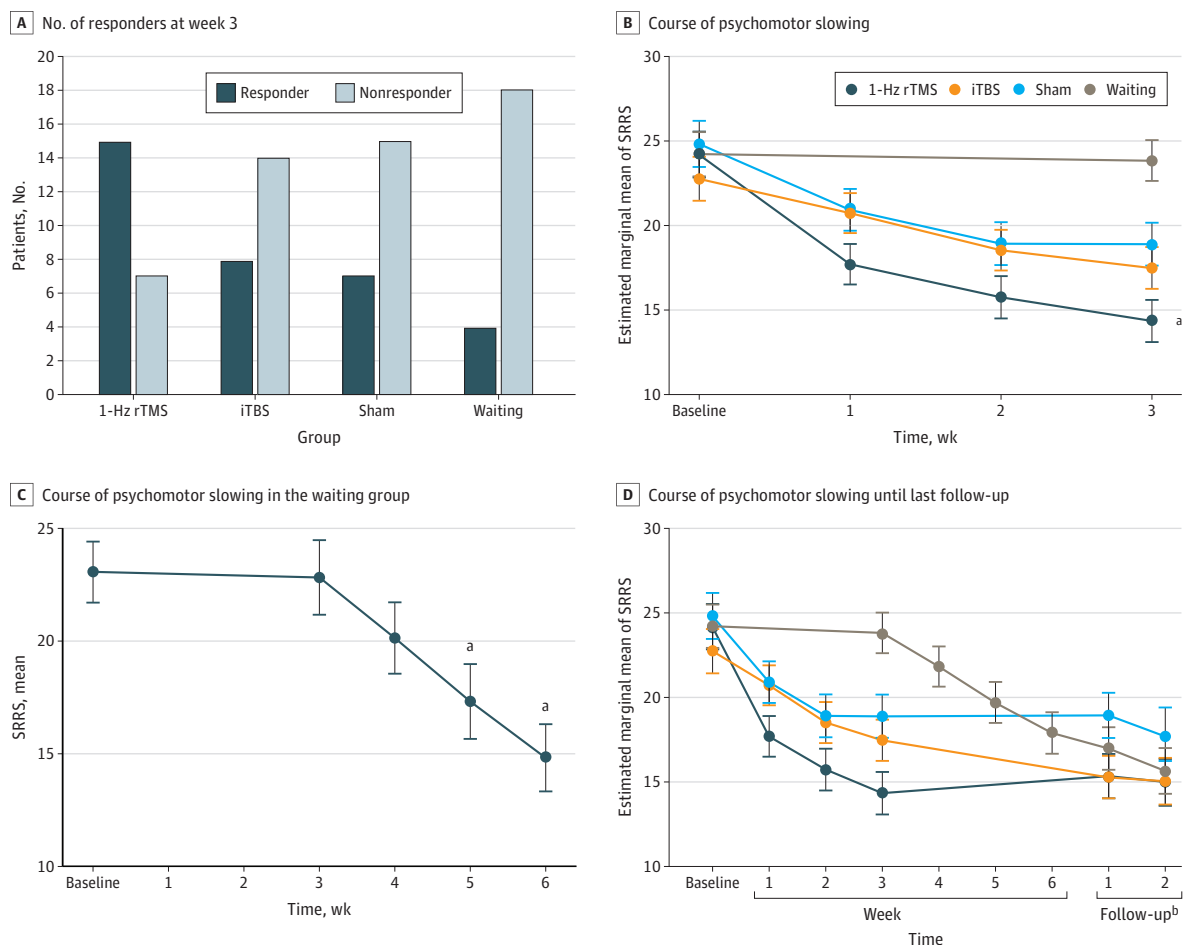 A No. of responders at week 3
20
18
16
14
12
10
8
6
4
2
0
Patients, No.
Responder Nonresponder
1-Hz rTMS iTBS Sham Waiting
Group
B Course of psychomotor slowing
30
25
20
15
10
Estimated marginal mean of SRRS
1-Hz rTMS iTBS Sham Waiting
a
Baseline 1 2 3
Time, wk
C Course of psychomotor slowing in the waiting group
25
20
15
10
SRRS, mean
a
a
Baseline 1 2 3 4 5 6
Time, wk
D Course of psychomotor slowing until last follow-up
30
25
20
15
10
Estimated marginal mean of SRRS
Baseline 1 2 3 4 5 6 1 2
Week Follow-upᵇ
Time